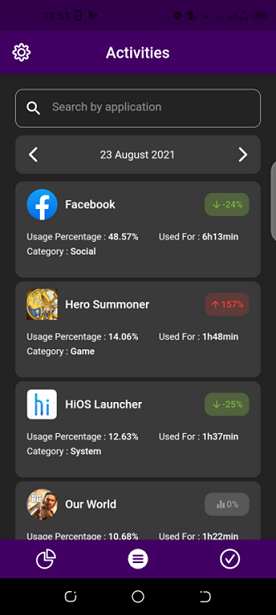 11:51
Activities
Search by application
23 August 2021
Facebook
-24%
Usage Percentage : 48.57% Used For : 6h13min
Category : Social
Hero Summoner
157%
Usage Percentage : 14.06% Used For : 1h48min
Category : Game
hi HiOS Launcher
-25%
Usage Percentage : 12.63% Used For : 1h37min
Category : System
Our World
0%
Usage Percentage : 10.68% Used For : 1h22min